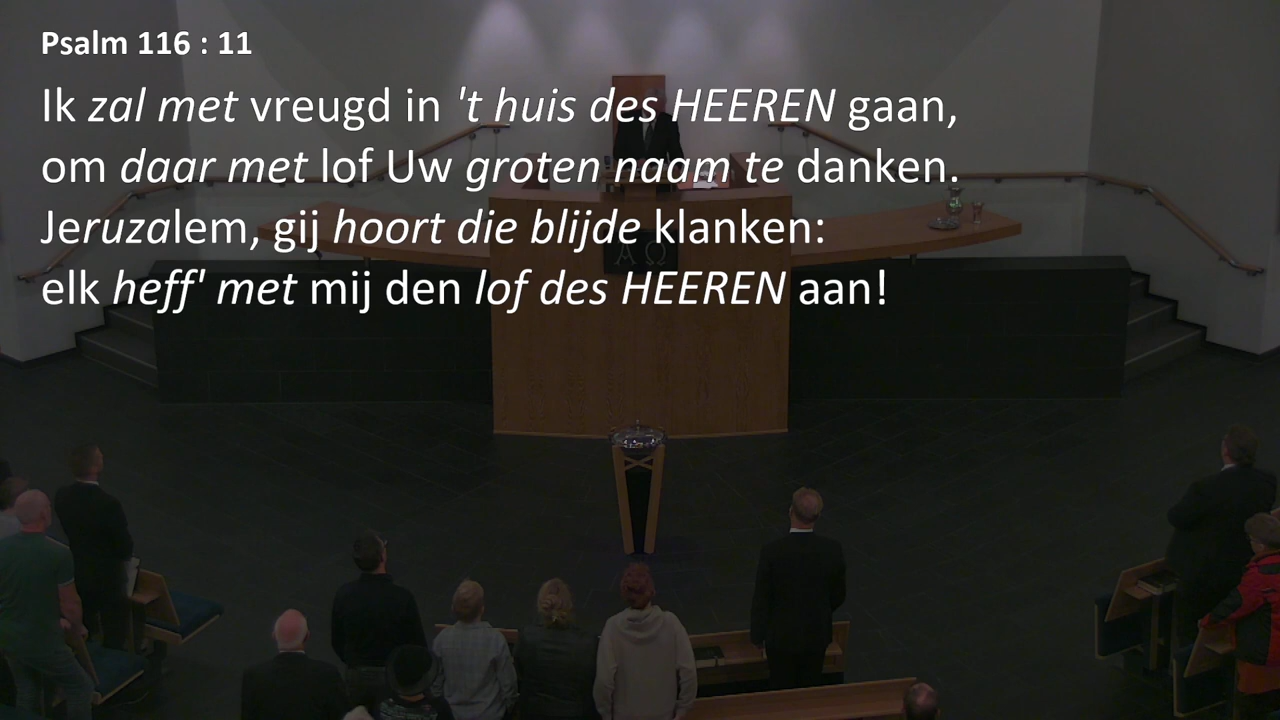 Psalm 116 : 11
Ik zal met vreugd in 't huis des HEEREN gaan,
om daar met lof Uw groten naam te danken.
Jeruzalem, gij hoort die blijde klanken:
elk heff' met mij den lof des HEEREN aan!
ΑΩ